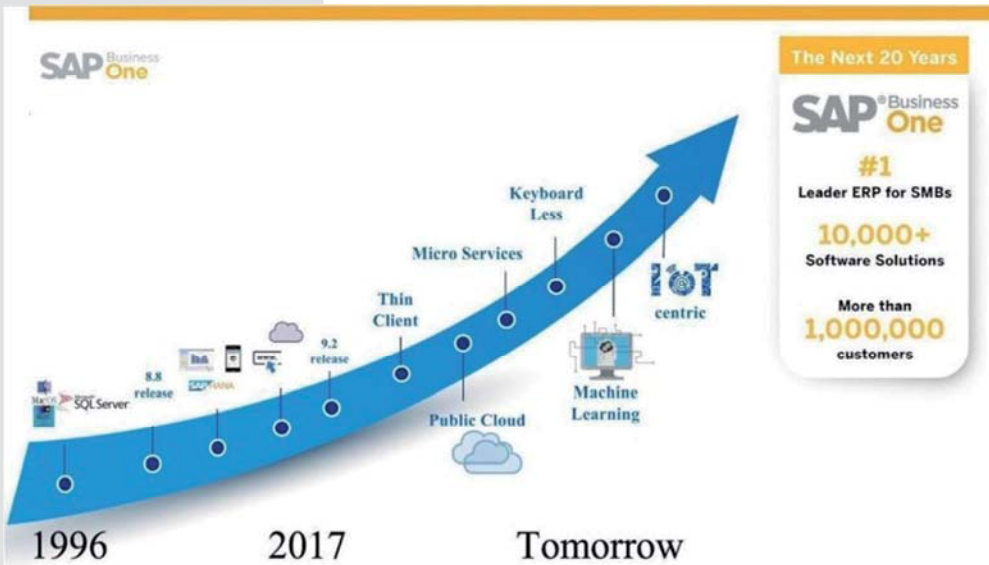 SAP Business One
The Next 20 Years
SAP® Business One
#1
Leader ERP for SMBs
10,000+
Software Solutions
More than
1,000,000
customers
Keyboard
Less
Micro Services
IoT
centric
Thin
Client
9.2
release
8.8
release
SAP HANA
MacOS
SQL Server
Public Cloud
Machine
Learning
1996
2017
Tomorrow